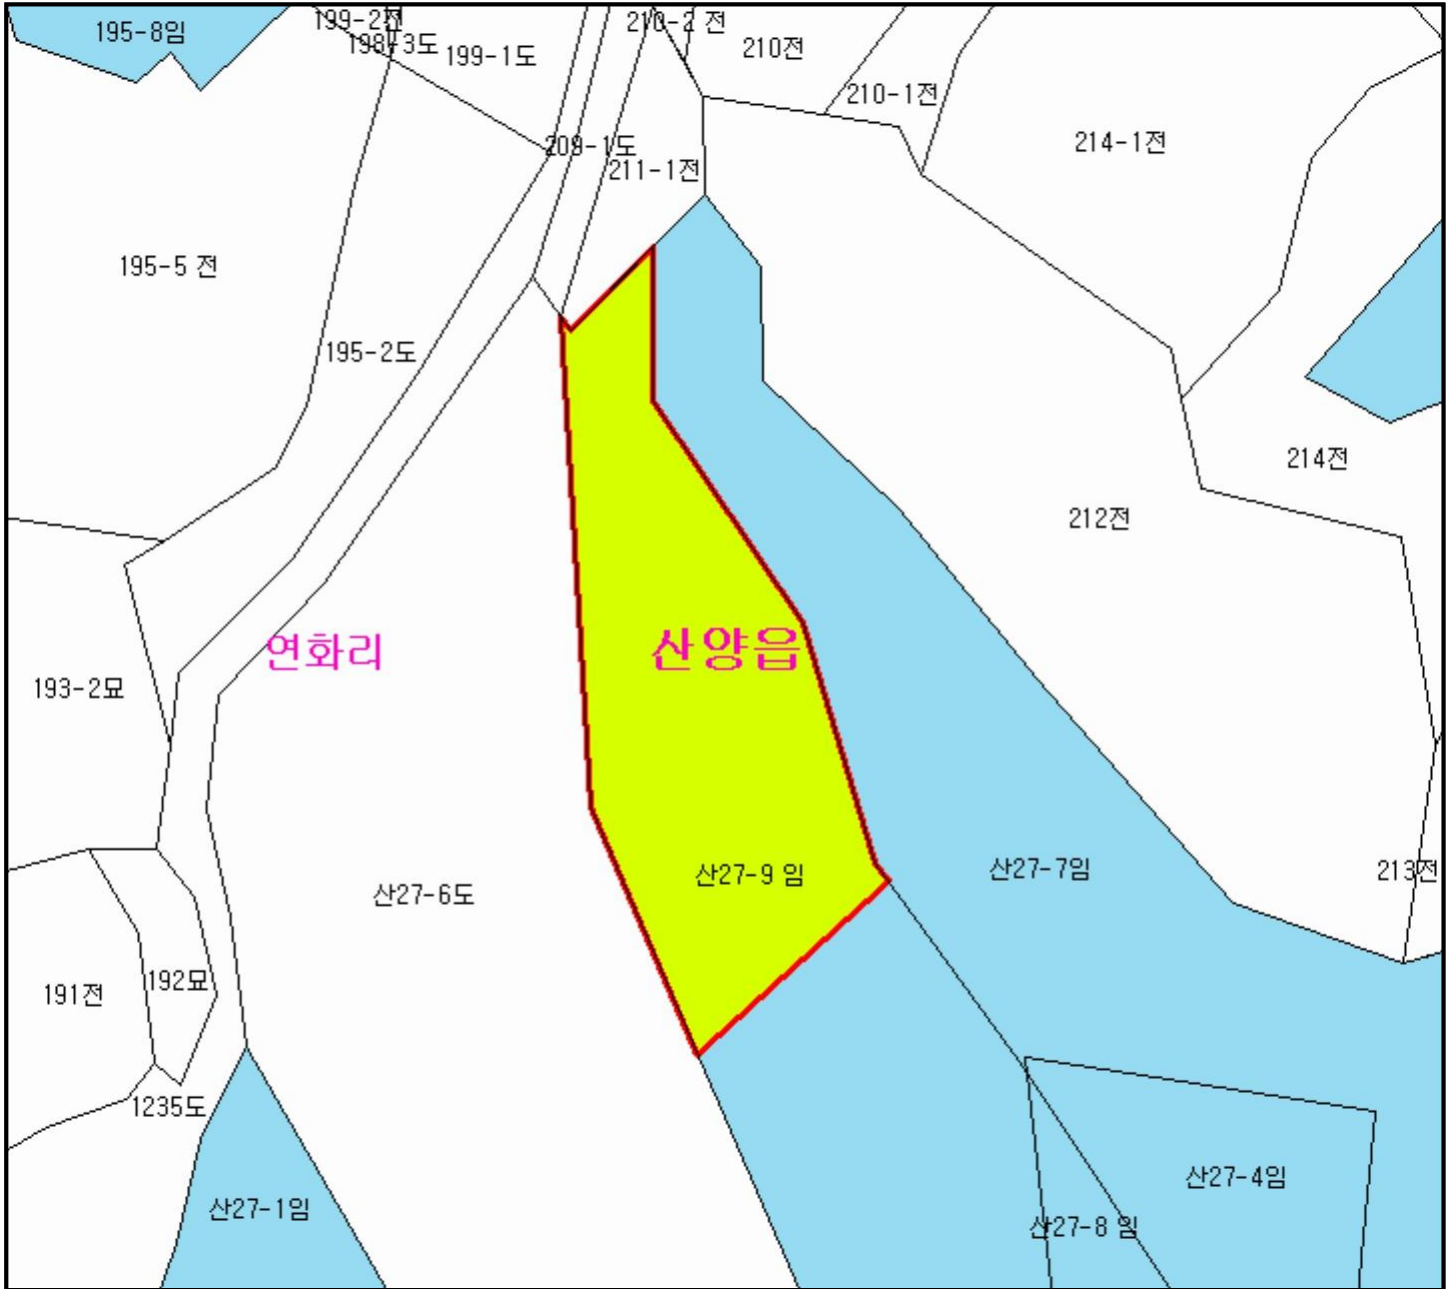 195-8임
199-2전
198-3도
199-1도
210-2 전
210전
210-1전
214-1전
209-1도
211-1전
195-5 전
195-2도
214전
212전
연화리
산양읍
193-2묘
산27-6도
산27-9 임
산27-7임
213전
191전
192묘
1235도
산27-1임
산27-4임
산27-8 임